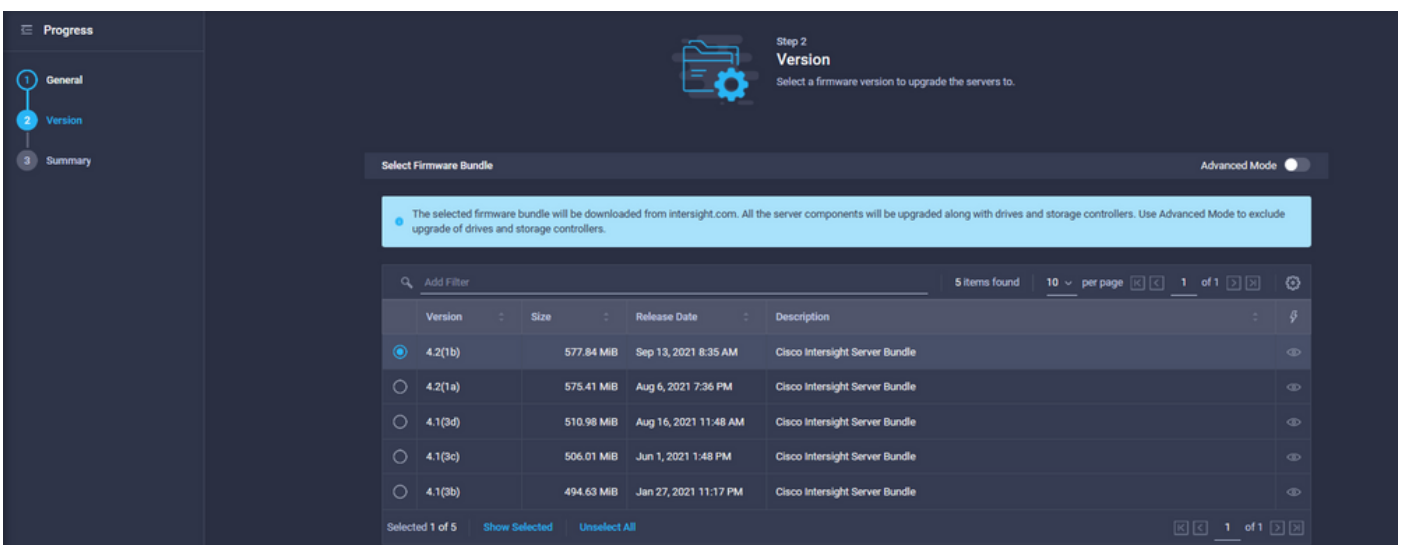 Progress
1 General
2 Version
3 Summary
Step 2
Version
Select a firmware version to upgrade the servers to.
Select Firmware Bundle Advanced Mode
The selected firmware bundle will be downloaded from intersight.com. All the server components will be upgraded along with drives and storage controllers. Use Advanced Mode to exclude
upgrade of drives and storage controllers.
Add Filter 5 items found 10 per page 1 of 1
Version Size Release Date Description
4.2(1b) 577.84 MiB Sep 13, 2021 8:35 AM Cisco Intersight Server Bundle
4.2(1a) 575.41 MiB Aug 6, 2021 7:36 PM Cisco Intersight Server Bundle
4.1(3d) 510.98 MiB Aug 16, 2021 11:48 AM Cisco Intersight Server Bundle
4.1(3c) 506.01 MiB Jun 1, 2021 1:48 PM Cisco Intersight Server Bundle
4.1(3b) 494.63 MiB Jan 27, 2021 11:17 PM Cisco Intersight Server Bundle
Selected 1 of 5 Show Selected Unselect All 1 of 1